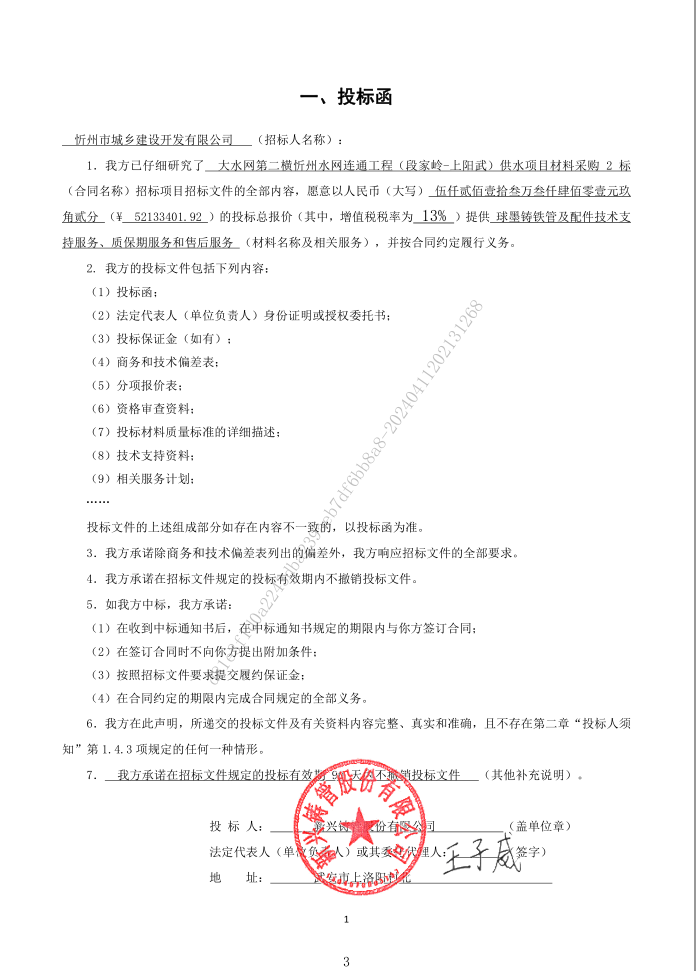 一、投标函
忻州市城乡建设开发有限公司 （招标人名称）：
1．我方已仔细研究了 大水网第二横忻州水网连通工程（段家岭-上阳武）供水项目材料采购 2 标
（合同名称）招标项目招标文件的全部内容，愿意以人民币（大写） 伍仟贰佰壹拾叁万叁仟肆佰零壹元玖
角贰分 （¥ 52133401.92 ）的投标总报价（其中，增值税税率为 13% ）提供 球墨铸铁管及配件技术支
持服务、质保期服务和售后服务 （材料名称及相关服务），并按合同约定履行义务。
2. 我方的投标文件包括下列内容：
（1）投标函；
（2）法定代表人（单位负责人）身份证明或授权委托书；
（3）投标保证金（如有）；
（4）商务和技术偏差表；
（5）分项报价表；
（6）资格审查资料；
（7）投标材料质量标准的详细描述；
（8）技术支持资料；
（9）相关服务计划；
……
投标文件的上述组成部分如存在内容不一致的，以投标函为准。
3．我方承诺除商务和技术偏差表列出的偏差外，我方响应招标文件的全部要求。
4．我方承诺在招标文件规定的投标有效期内不撤销投标文件。
5．如我方中标，我方承诺：
（1）在收到中标通知书后，在中标通知书规定的期限内与你方签订合同；
（2）在签订合同时不向你方提出附加条件；
（3）按照招标文件要求提交履约保证金；
（4）在合同约定的期限内完成合同规定的全部义务。
6．我方在此声明，所递交的投标文件及有关资料内容完整、真实和准确，且不存在第二章“投标人须
知”第 1.4.3 项规定的任何一种情形。
7． 我方承诺在招标文件规定的投标有效期 天内不撤销投标文件 （其他补充说明）。
投 标 人： 新兴铸管股份有限公司 （盖单位章）
法定代表人（单位负责人）或其委托代理人： 王子威 （签字）
地 址： 武安市上洛阳村北
新兴铸管股份有限公司
1
3